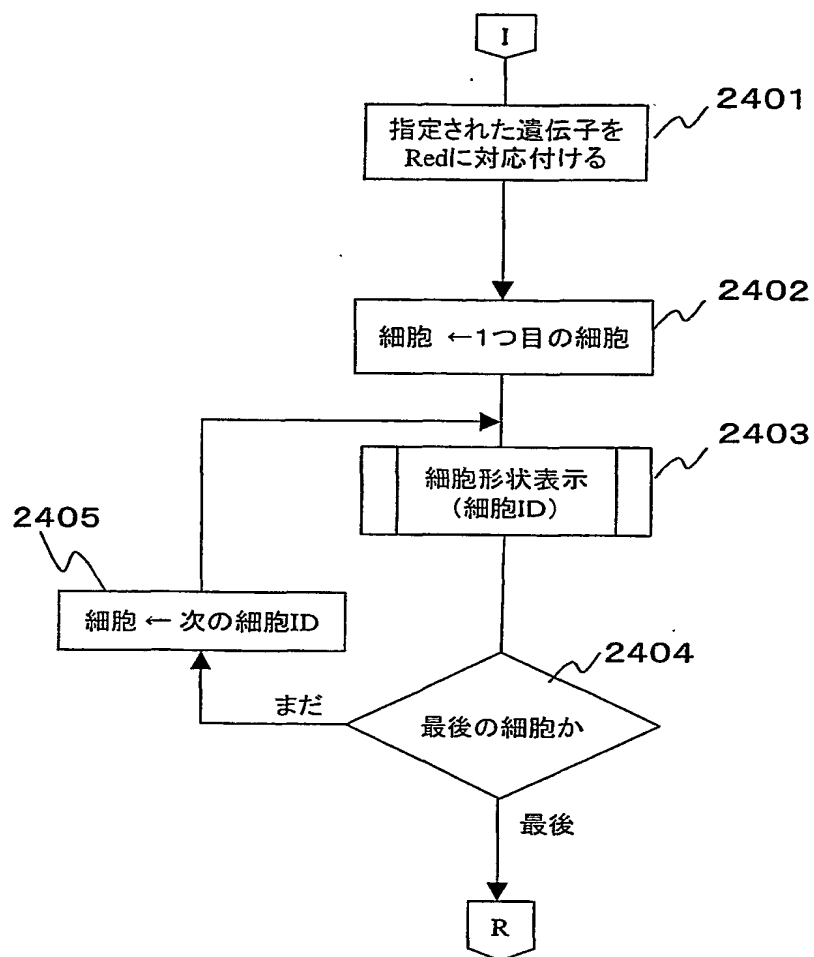 I
2401
指定された遺伝子を
Redに対応付ける
2402
細胞 ←1つ目の細胞
2403
細胞形状表示
(細胞ID)
2405
細胞 ← 次の細胞ID
2404
まだ
最後の細胞か
最後
R